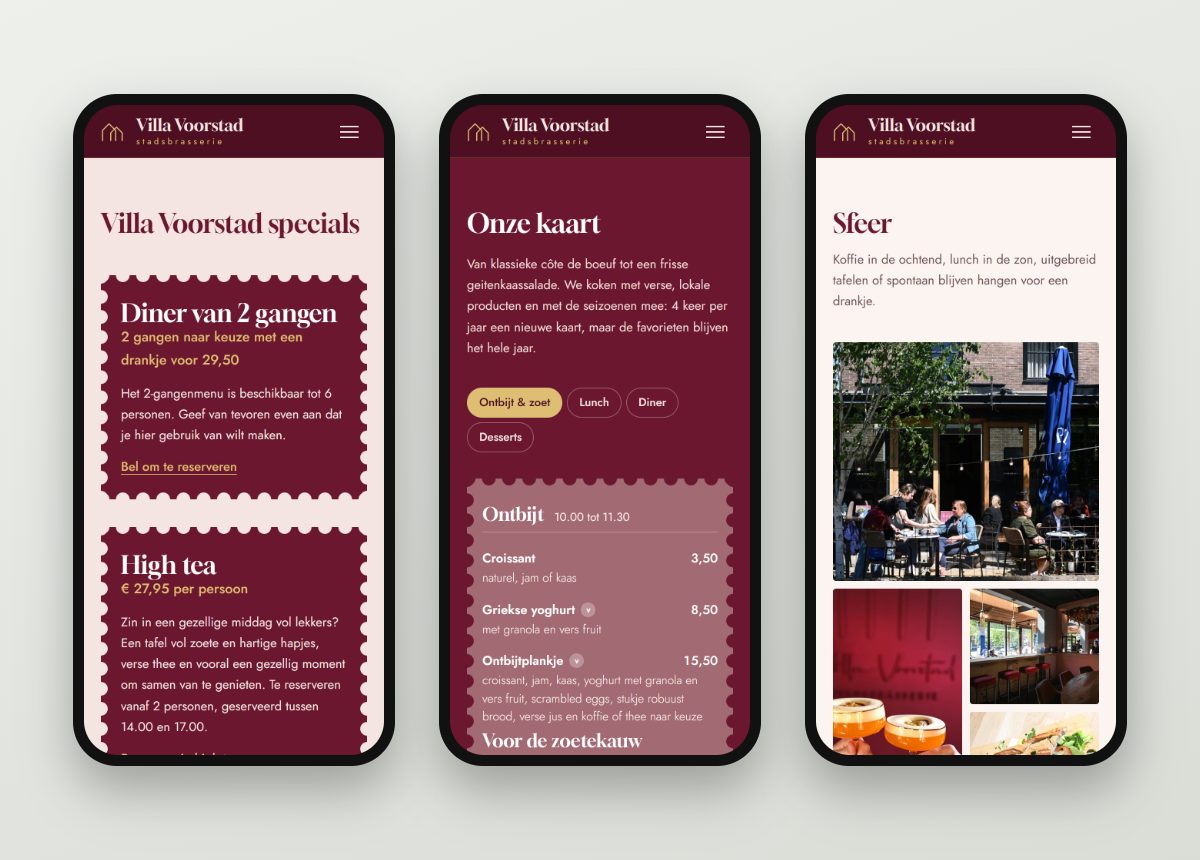 Villa Voorstad
stadsbrasserie
Villa Voorstad specials
Diner van 2 gangen
2 gangen naar keuze met een
drankje voor 29,50
Het 2-gangenmenu is beschikbaar tot 6
personen. Geef van tevoren even aan dat
je hier gebruik van wilt maken.
Bel om te reserveren
High tea
€ 27,95 per persoon
Zin in een gezellige middag vol lekkers?
Een tafel vol zoete en hartige hapjes,
verse thee en vooral een gezellig moment
om samen van te genieten. Te reserveren
vanaf 2 personen, geserveerd tussen
14.00 en 17.00.
Villa Voorstad
stadsbrasserie
Onze kaart
Van klassieke côte de boeuf tot een frisse
geitenkaassalade. We koken met verse, lokale
producten en met de seizoenen mee: 4 keer per
jaar een nieuwe kaart, maar de favorieten blijven
het hele jaar.
Ontbijt & zoet Lunch Diner
Desserts
Ontbijt 10.00 tot 11.30
Croissant 3,50
naturel, jam of kaas
Griekse yoghurt v 8,50
met granola en vers fruit
Ontbijtplankje v 15,50
croissant, jam, kaas, yoghurt met granola en
vers fruit, scrambled eggs, stukje robuust
brood, verse jus en koffie of thee naar keuze
Voor de zoetekauw
Villa Voorstad
stadsbrasserie
Sfeer
Koffie in de ochtend, lunch in de zon, uitgebreid
tafelen of spontaan blijven hangen voor een
drankje.
Villa Voorstad